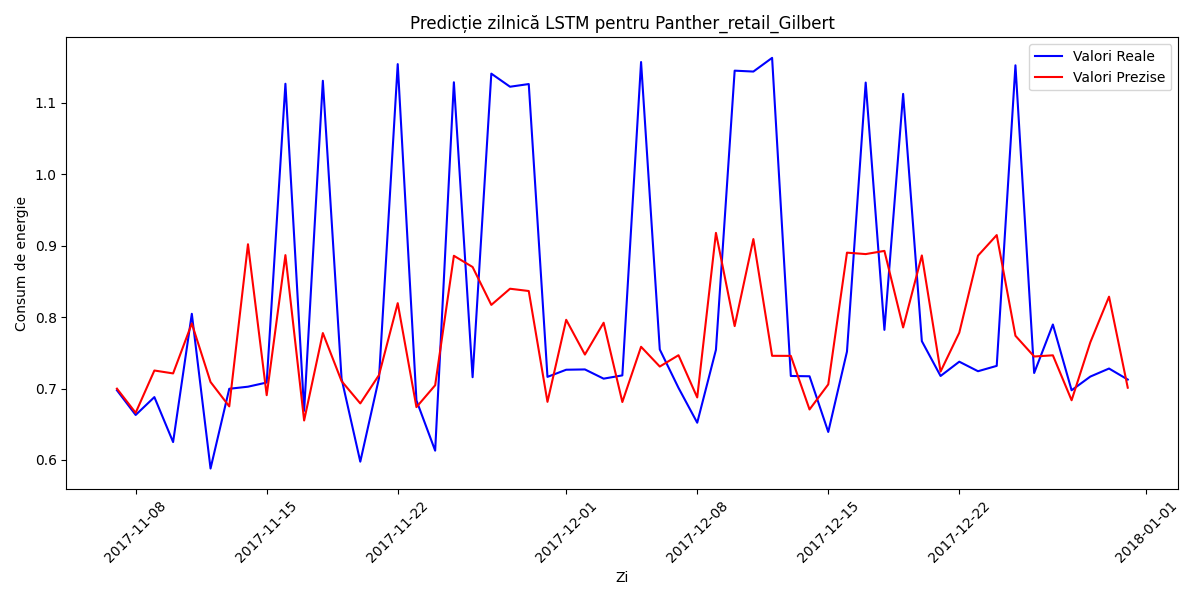 Predicție zilnică LSTM pentru Panther_retail_Gilbert
Valori Reale
Valori Prezise
Consum de energie
1.1
1.0
0.9
0.8
0.7
0.6
2017-11-08
2017-11-15
2017-11-22
2017-12-01
2017-12-08
2017-12-15
2017-12-22
2018-01-01
Zi